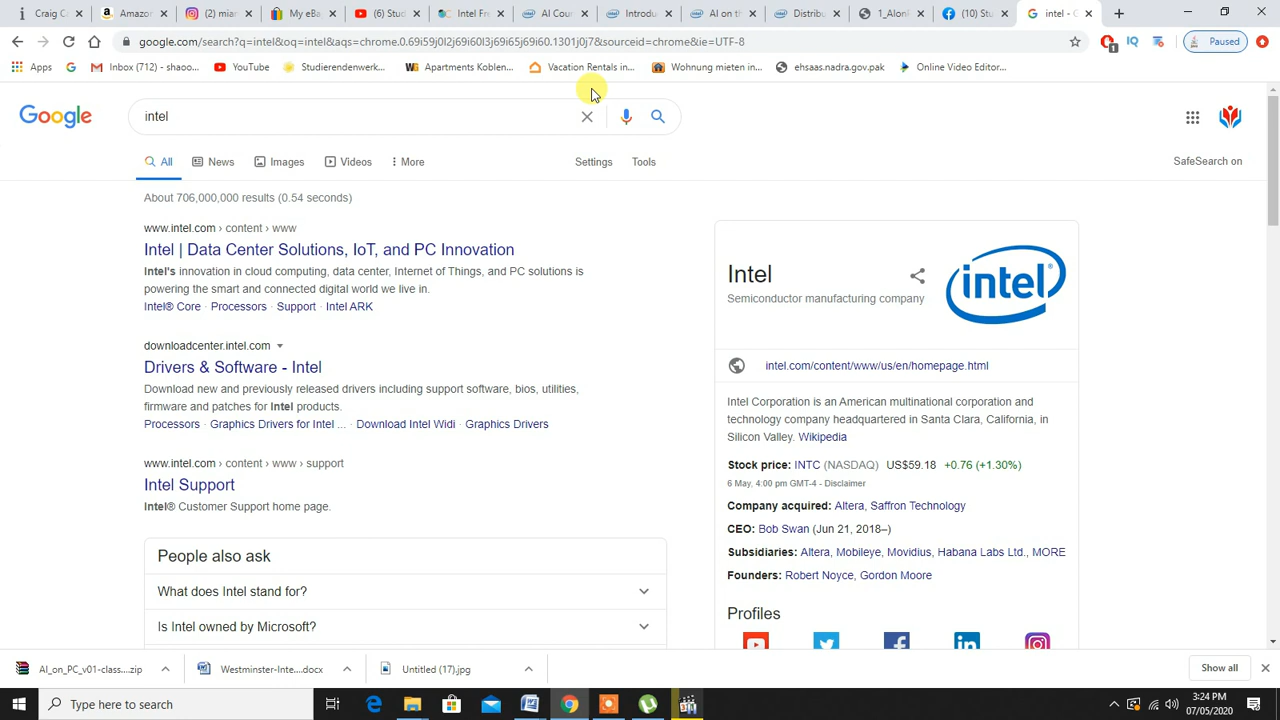 Craig Co
Amazon
(2) mian
My eBa
(6) Stud
Intel Fr
AI Cour
Introdu
AI on th
Distribu
1_AlonR
(10) Stu
intel - G
google.com/search?q=intel&oq=intel&aqs=chrome.0.69i59j0l2j69i60l3j69i65j69i60.1301j0j7&sourceid=chrome&ie=UTF-8
1
IQ
Paused
Apps
Inbox (712) - shaoo...
YouTube
Studierendenwerk...
Apartments Koblen...
Vacation Rentals in...
Wohnung mieten in...
ehsaas.nadra.gov.pk
Online Video Editor...
Google
intel
All
News
Images
Videos
More
Settings
Tools
SafeSearch on
About 706,000,000 results (0.54 seconds)
www.intel.com › content › www
Intel | Data Center Solutions, IoT, and PC Innovation
Intel's innovation in cloud computing, data center, Internet of Things, and PC solutions is
powering the smart and connected digital world we live in.
Intel® Core · Processors · Support · Intel ARK
downloadcenter.intel.com
Drivers & Software - Intel
Download new and previously released drivers including support software, bios, utilities,
firmware and patches for Intel products.
Processors · Graphics Drivers for Intel ... · Download Intel Widi · Graphics Drivers
www.intel.com › content › www › support
Intel Support
Intel® Customer Support home page.
People also ask
What does Intel stand for?
Is Intel owned by Microsoft?
Intel
Semiconductor manufacturing company
intel®
intel.com/content/www/us/en/homepage.html
Intel Corporation is an American multinational corporation and
technology company headquartered in Santa Clara, California, in
Silicon Valley. Wikipedia
Stock price: INTC (NASDAQ) US$59.18 +0.76 (+1.30%)
6 May, 4:00 pm GMT-4 - Disclaimer
Company acquired: Altera, Saffron Technology
CEO: Bob Swan (Jun 21, 2018–)
Subsidiaries: Altera, Mobileye, Movidius, Habana Labs Ltd., MORE
Founders: Robert Noyce, Gordon Moore
Profiles
AI_on_PC_v01-class....zip
Westminster-Inte....docx
Untitled (17).jpg
Show all
Type here to search
3:24 PM
07/05/2020